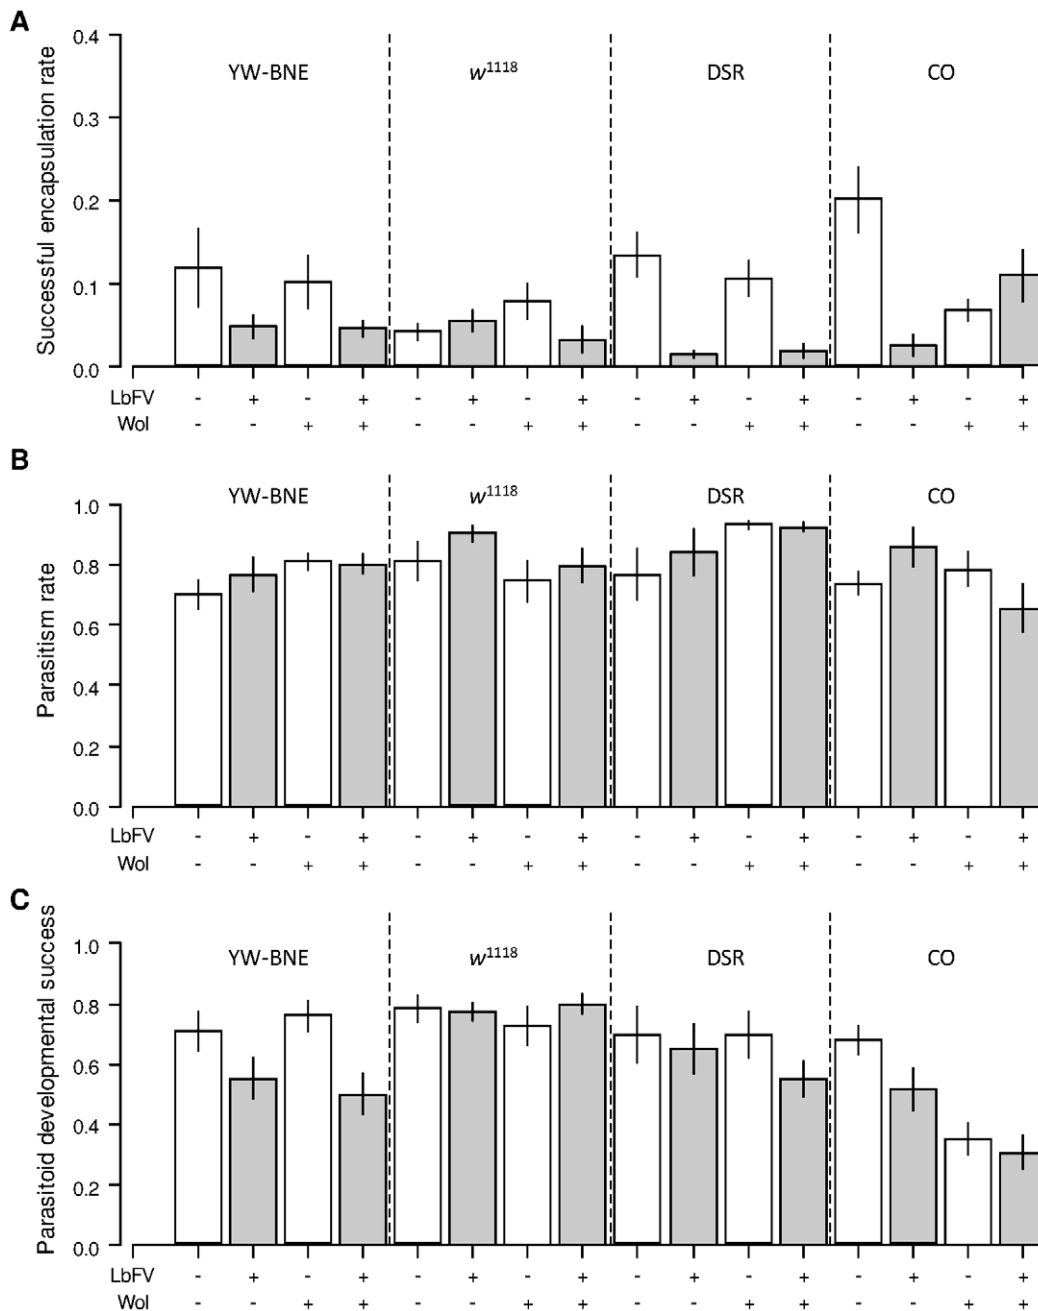 A
Successful encapsulation rate
0.4
0.3
0.2
0.1
0.0
YW-BNE w¹¹¹⁸ DSR CO
LbFV - + - + - + - + - + - + - + - +
Wol - - + + - - + + - - + + - - + +
B
Parasitism rate
1.0
0.8
0.6
0.4
0.2
0.0
YW-BNE w¹¹¹⁸ DSR CO
LbFV - + - + - + - + - + - + - + - +
Wol - - + + - - + + - - + + - - + +
C
Parasitoid developmental success
1.0
0.8
0.6
0.4
0.2
0.0
YW-BNE w¹¹¹⁸ DSR CO
LbFV - + - + - + - + - + - + - + - +
Wol - - + + - - + + - - + + - - + +